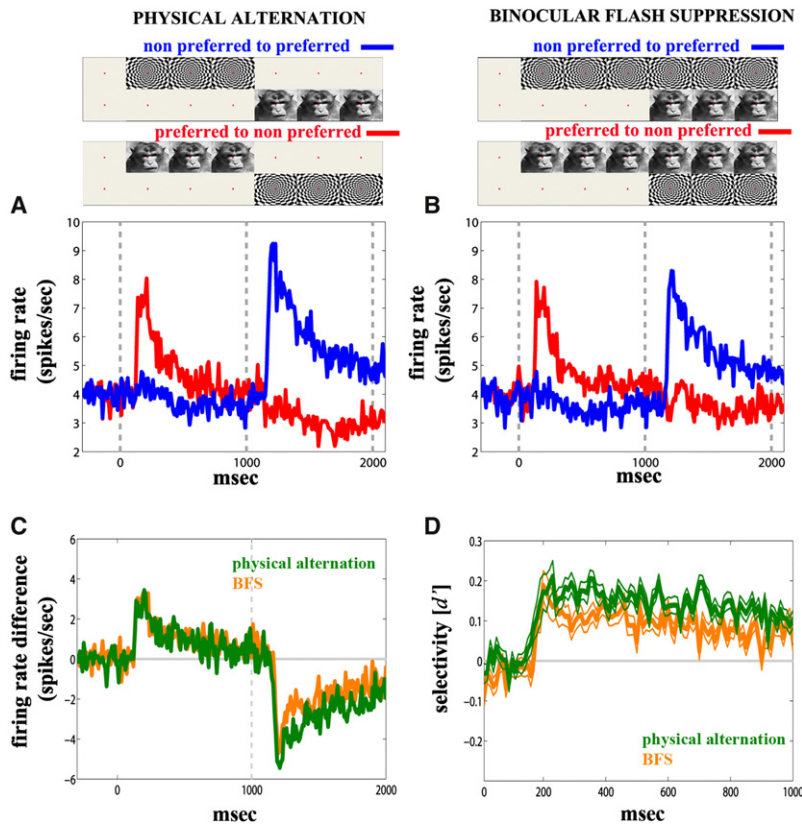 PHYSICAL ALTERNATION
non preferred to preferred
preferred to non preferred
BINOCULAR FLASH SUPPRESSION
non preferred to preferred
preferred to non preferred
A
10
9
8
7
6
5
4
3
2
firing rate
(spikes/sec)
0
1000
2000
msec
B
10
9
8
7
6
5
4
3
2
firing rate
(spikes/sec)
0
1000
2000
msec
C
6
4
2
0
-2
-4
-6
firing rate difference
(spikes/sec)
physical alternation
BFS
0
1000
2000
msec
D
0.3
0.2
0.1
0
-0.1
-0.2
selectivity [d']
physical alternation
BFS
0
200
400
600
800
1000
msec